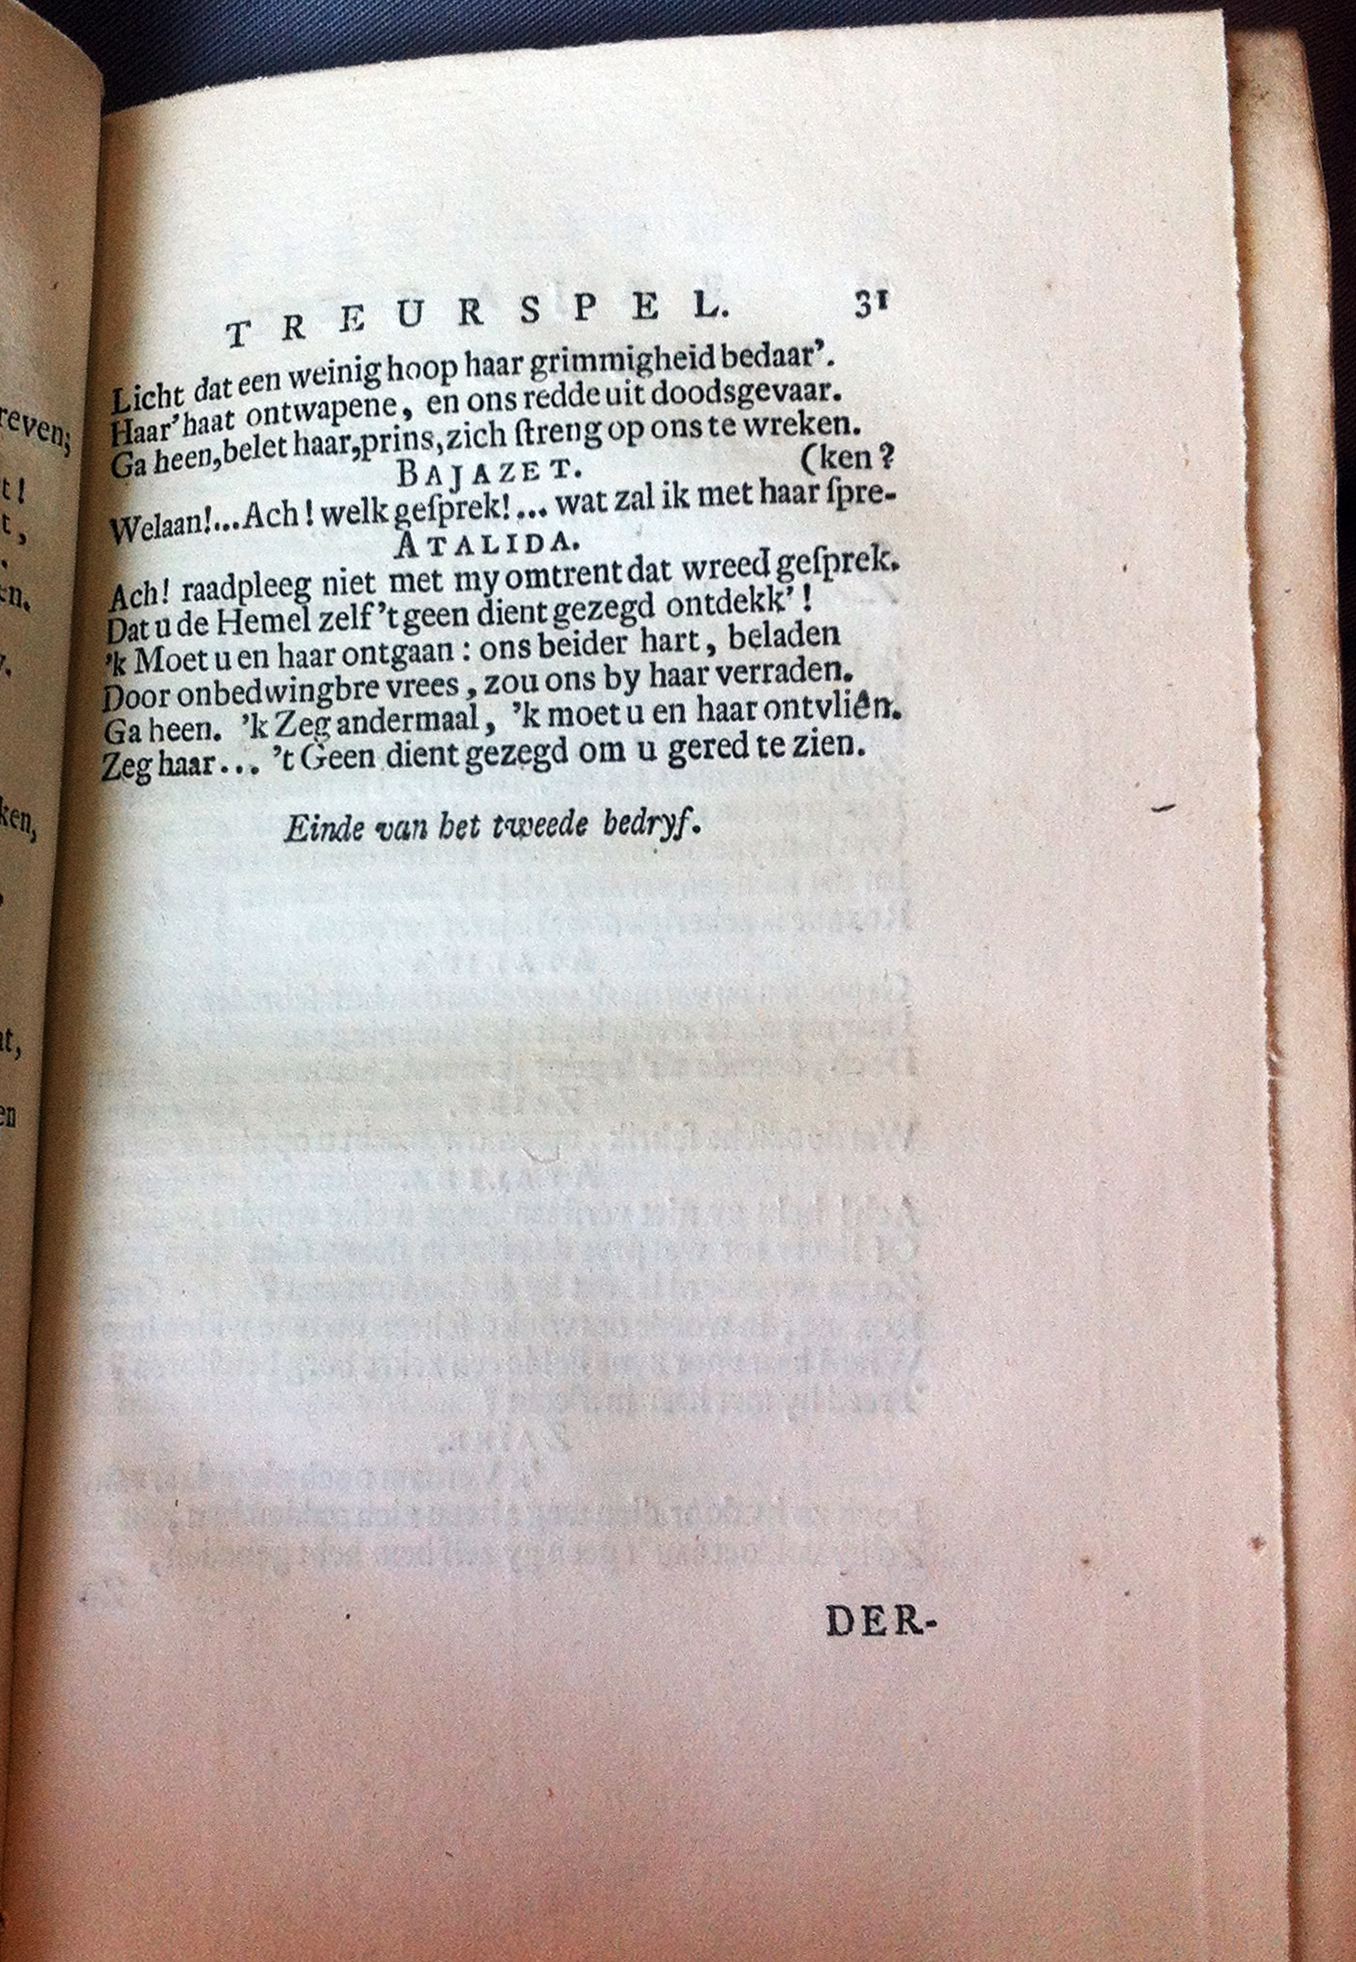 TREURSPEL. 31
Licht dat een weinig hoop haar grimmigheid bedaar'.
Haar' haat ontwapene, en ons redde uit doodsgevaar.
Ga heen, belet haar, prins, zich ſtreng op ons te wreken.
BAJAZET. (ken?
Welaan!... Ach! welk geſprek!... wat zal ik met haar ſpre-
ATALIDA.
Ach! raadpleeg niet met my omtrent dat wreed geſprek.
Dat u de Hemel zelf 't geen dient gezegd ontdekk'!
'k Moet u en haar ontgaan: ons beider hart, beladen
Door onbedwingbre vrees, zou ons by haar verraden.
Ga heen. 'k Zeg andermaal, 'k moet u en haar ontvliên.
Zeg haar... 't Geen dient gezegd om u gered te zien.
Einde van het tweede bedryf.
DER-